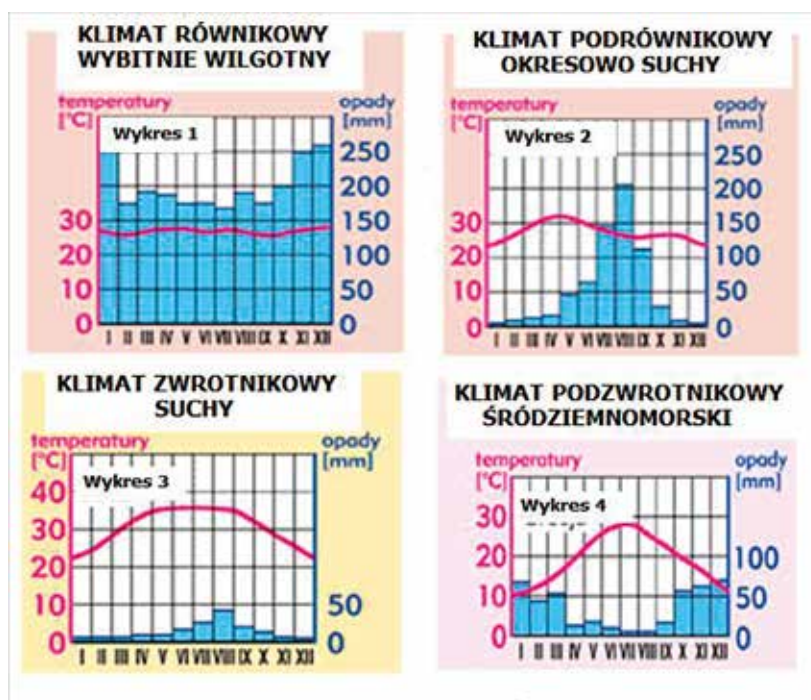 KLIMAT RÓWNIKOWY
WYBITNIE WILGOTNY
temperatury
[°C]
opady
[mm]
Wykres 1
250
200
150
100
50
0
30
20
10
0
I II III IV V VI VII VIII IX X XI XII
KLIMAT PODRÓWNIKOWY
OKRESOWO SUCHY
temperatury
[°C]
opady
[mm]
Wykres 2
250
200
150
100
50
0
30
20
10
0
I II III IV V VI VII VIII IX X XI XII
KLIMAT ZWROTNIKOWY
SUCHY
temperatury
[°C]
opady
[mm]
Wykres 3
40
30
20
10
0
50
0
I II III IV V VI VII VIII IX X XI XII
KLIMAT PODZWROTNIKOWY
ŚRÓDZIEMNOMORSKI
temperatury
[°C]
opady
[mm]
Wykres 4
30
20
10
0
100
50
0
I II III IV V VI VII VIII IX X XI XII